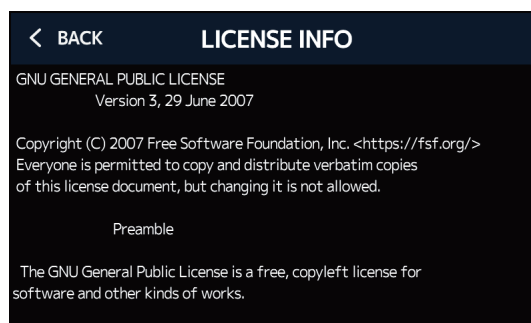 BACK LICENSE INFO
GNU GENERAL PUBLIC LICENSE
Version 3, 29 June 2007
Copyright (C) 2007 Free Software Foundation, Inc. <https://fsf.org/>
Everyone is permitted to copy and distribute verbatim copies
of this license document, but changing it is not allowed.
Preamble
The GNU General Public License is a free, copyleft license for
software and other kinds of works.